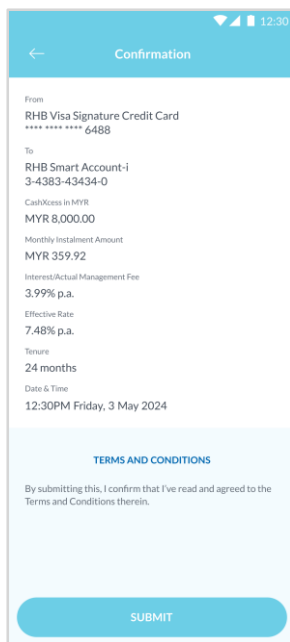 12:30
Confirmation
From
RHB Visa Signature Credit Card
**** **** **** 6488
To
RHB Smart Account-i
3-4383-43434-0
CashXcess in MYR
MYR 8,000.00
Monthly Instalment Amount
MYR 359.92
Interest/Actual Management Fee
3.99% p.a.
Effective Rate
7.48% p.a.
Tenure
24 months
Date & Time
12:30PM Friday, 3 May 2024
TERMS AND CONDITIONS
By submitting this, I confirm that I've read and agreed to the
Terms and Conditions therein.
SUBMIT